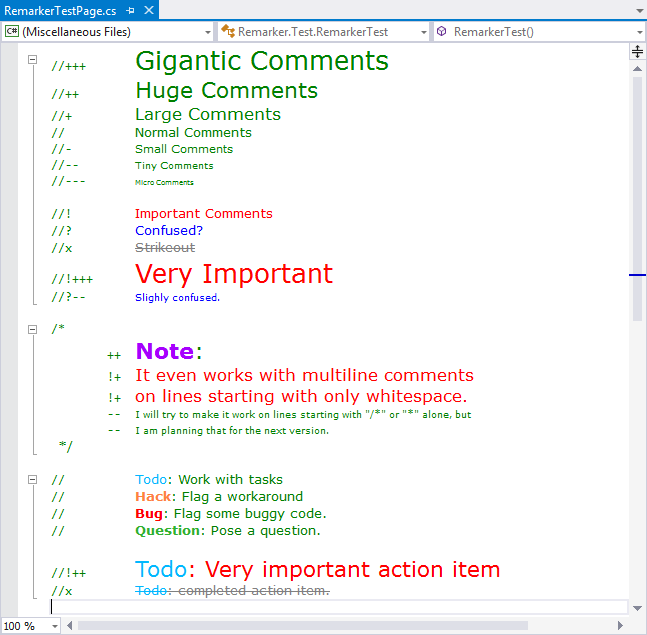 RemarkerTestPage.cs
C# (Miscellaneous Files) Remarker.Test.RemarkerTest RemarkerTest()
//+++ Gigantic Comments
//++ Huge Comments
//+ Large Comments
// Normal Comments
//- Small Comments
//-- Tiny Comments
//--- Micro Comments
//! Important Comments
//? Confused?
//x Strikeout
//!+++ Very Important
//?-- Slighly confused.
/*
++ Note:
!+ It even works with multiline comments
!+ on lines starting with only whitespace.
-- I will try to make it work on lines starting with "/*" or "*" alone, but
-- I am planning that for the next version.
*/
// Todo: Work with tasks
// Hack: Flag a workaround
// Bug: Flag some buggy code.
// Question: Pose a question.
//!++ Todo: Very important action item
//x Todo: completed action item.
100 %